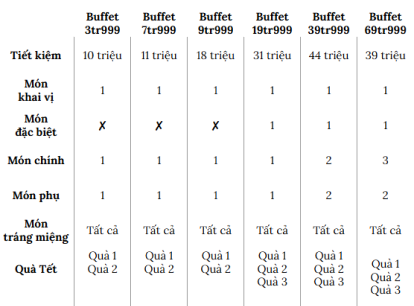 Buffet 3tr999 Buffet 7tr999 Buffet 9tr999 Buffet 19tr999 Buffet 39tr999 Buffet 69tr999
Tiết kiệm 10 triệu 11 triệu 18 triệu 31 triệu 44 triệu 39 triệu
Món khai vị 1 1 1 1 1 1
Món đặc biệt ✗ ✗ ✗ 1 1 1
Món chính 1 1 1 1 2 3
Món phụ 1 1 1 1 2 2
Món tráng miệng Tất cả Tất cả Tất cả Tất cả Tất cả Tất cả
Quà Tết Quà 1 Quà 1 Quà 1 Quà 1 Quà 1 Quà 1
Quà 2 Quà 2 Quà 2 Quà 2 Quà 2 Quà 2
Quà 3 Quà 3 Quà 3